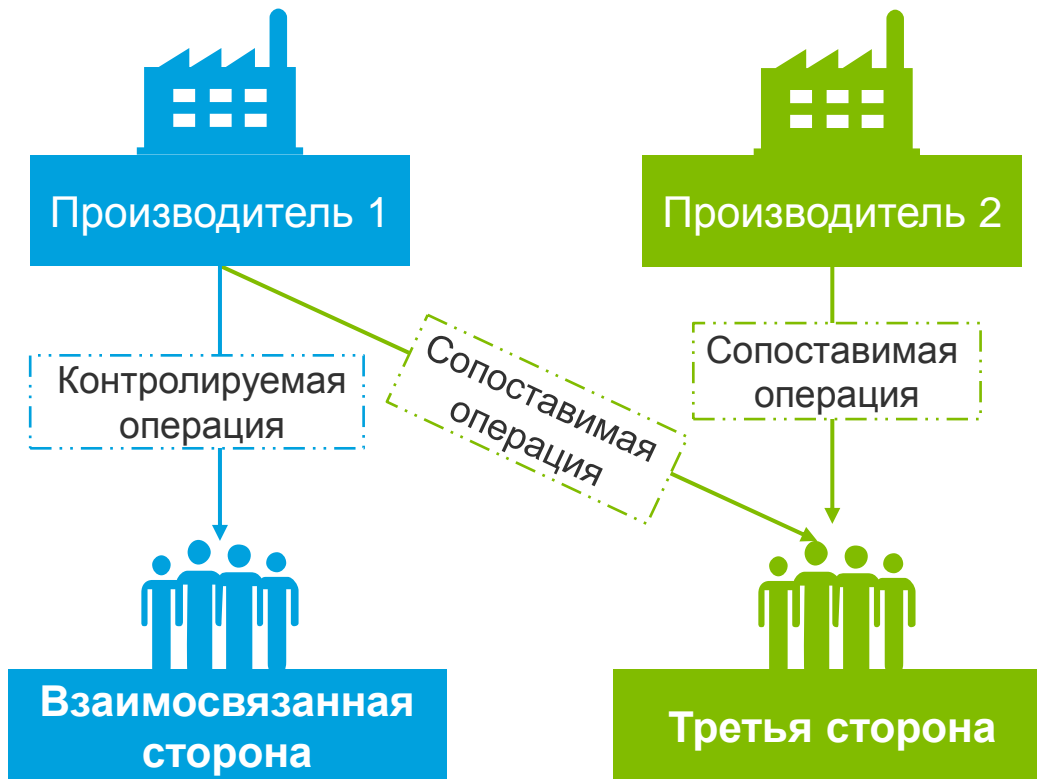 Производитель 1
Производитель 2
Контролируемая
операция
Сопоставимая
операция
Сопоставимая
операция
Взаимосвязанная
сторона
Третья сторона